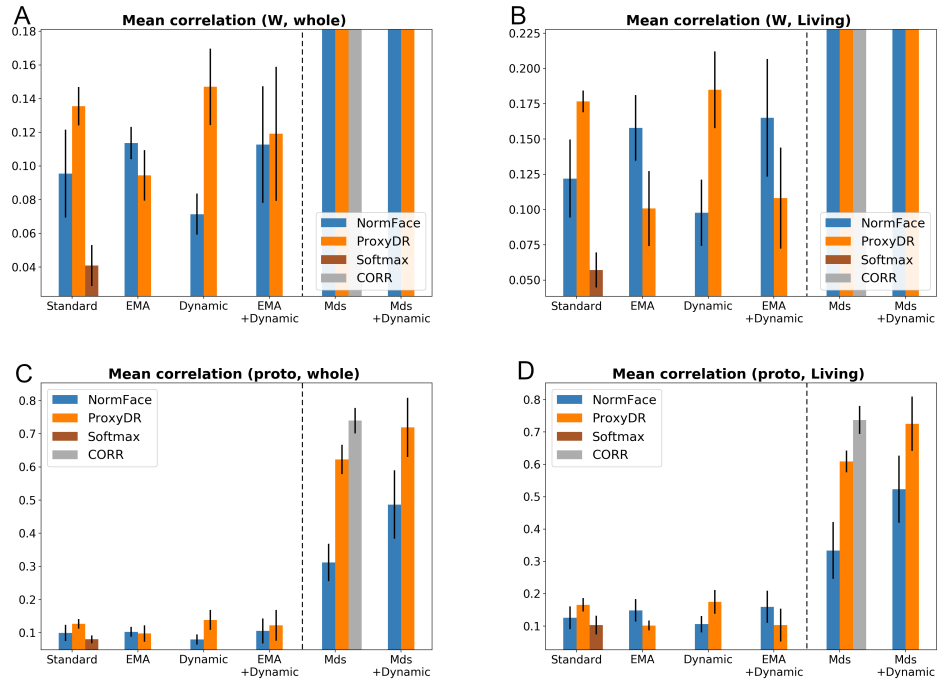 A
Mean correlation (W, whole)
0.18
0.16
0.14
0.12
0.10
0.08
0.06
0.04
NormFace
ProxyDR
Softmax
CORR
Standard
EMA
Dynamic
EMA
+Dynamic
Mds
Mds
+Dynamic
B
Mean correlation (W, Living)
0.225
0.200
0.175
0.150
0.125
0.100
0.075
0.050
NormFace
ProxyDR
Softmax
CORR
Standard
EMA
Dynamic
EMA
+Dynamic
Mds
Mds
+Dynamic
C
Mean correlation (proto, whole)
0.8
0.7
0.6
0.5
0.4
0.3
0.2
0.1
NormFace
ProxyDR
Softmax
CORR
Standard
EMA
Dynamic
EMA
+Dynamic
Mds
Mds
+Dynamic
D
Mean correlation (proto, Living)
0.8
0.7
0.6
0.5
0.4
0.3
0.2
0.1
NormFace
ProxyDR
Softmax
CORR
Standard
EMA
Dynamic
EMA
+Dynamic
Mds
Mds
+Dynamic